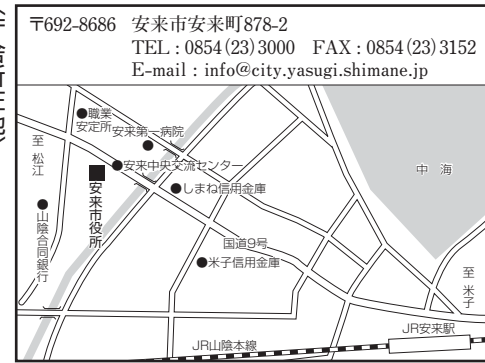 〒692-8686 安来市安来町878-2
TEL：0854(23)3000 FAX：0854(23)3152
E-mail：info@city.yasugi.shimane.jp
職業
安定所
安来第一病院
至 松江
安来中央交流センター
中 海
安来市役所
しまね信用金庫
山陰合同銀行
国道9号
米子信用金庫
至 米子
JR安来駅
JR山陰本線